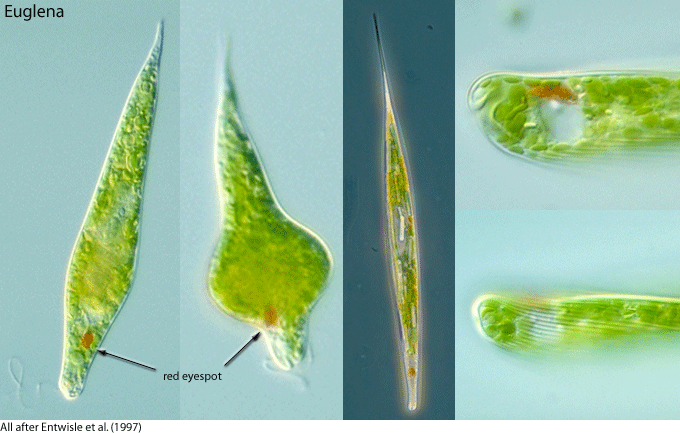 Euglena
red eyespot
All after Entwisle et al. (1997)